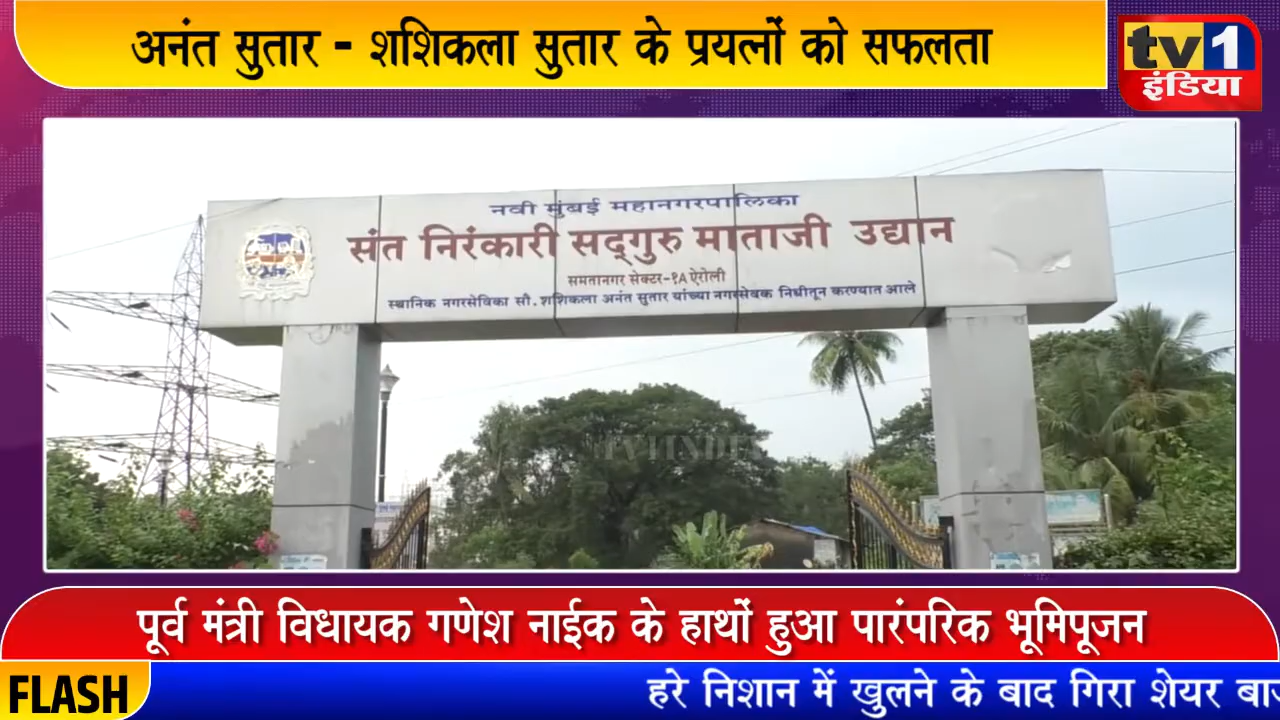 अनंत सुतार - शशिकला सुतार के प्रयत्नों को सफलता
tv1
इंडिया
नवी मुंबई महानगरपालिका
संत निरंकारी सद्गुरु माताजी उद्यान
समतानगर सेक्टर-१A ऐरोली
स्थानिक नगरसेविका सौ. शशिकला अनंत सुतार यांच्या नगरसेवक निधीतून करण्यात आले
TV1INDIA
पूर्व मंत्री विधायक गणेश नाईक के हाथों हुआ पारंपरिक भूमिपूजन
FLASH
हरे निशान में खुलने के बाद गिरा शेयर